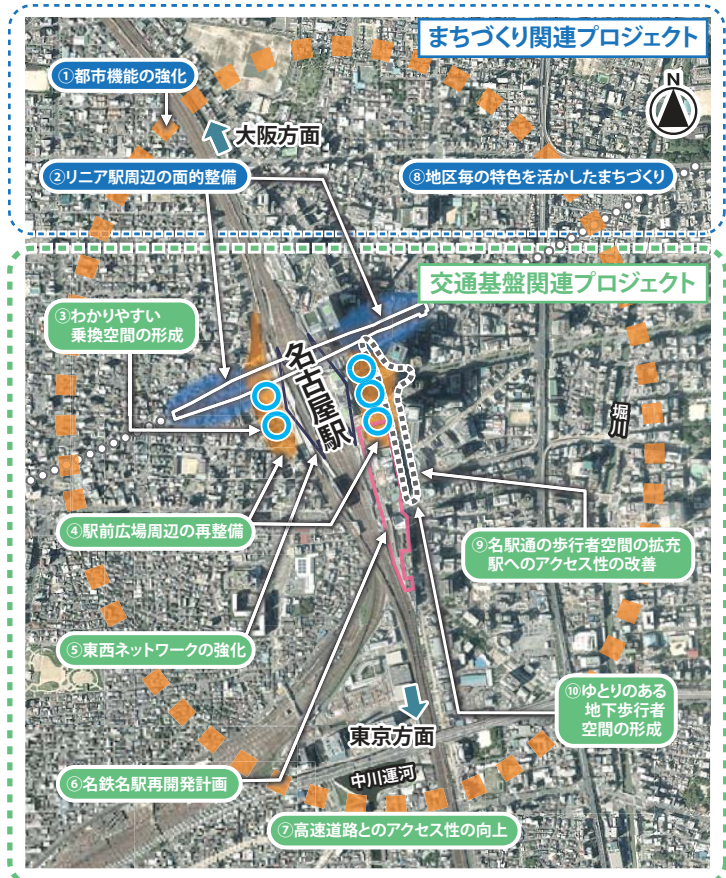 まちづくり関連プロジェクト
①都市機能の強化
N
大阪方面
②リニア駅周辺の面的整備
⑧地区毎の特色を活かしたまちづくり
交通基盤関連プロジェクト
③わかりやすい
乗換空間の形成
名古屋駅
堀川
④駅前広場周辺の再整備
⑨名駅通の歩行者空間の拡充
駅へのアクセス性の改善
⑤東西ネットワークの強化
⑩ゆとりのある
地下歩行者
空間の形成
東京方面
⑥名鉄名駅再開発計画
中川運河
⑦高速道路とのアクセス性の向上